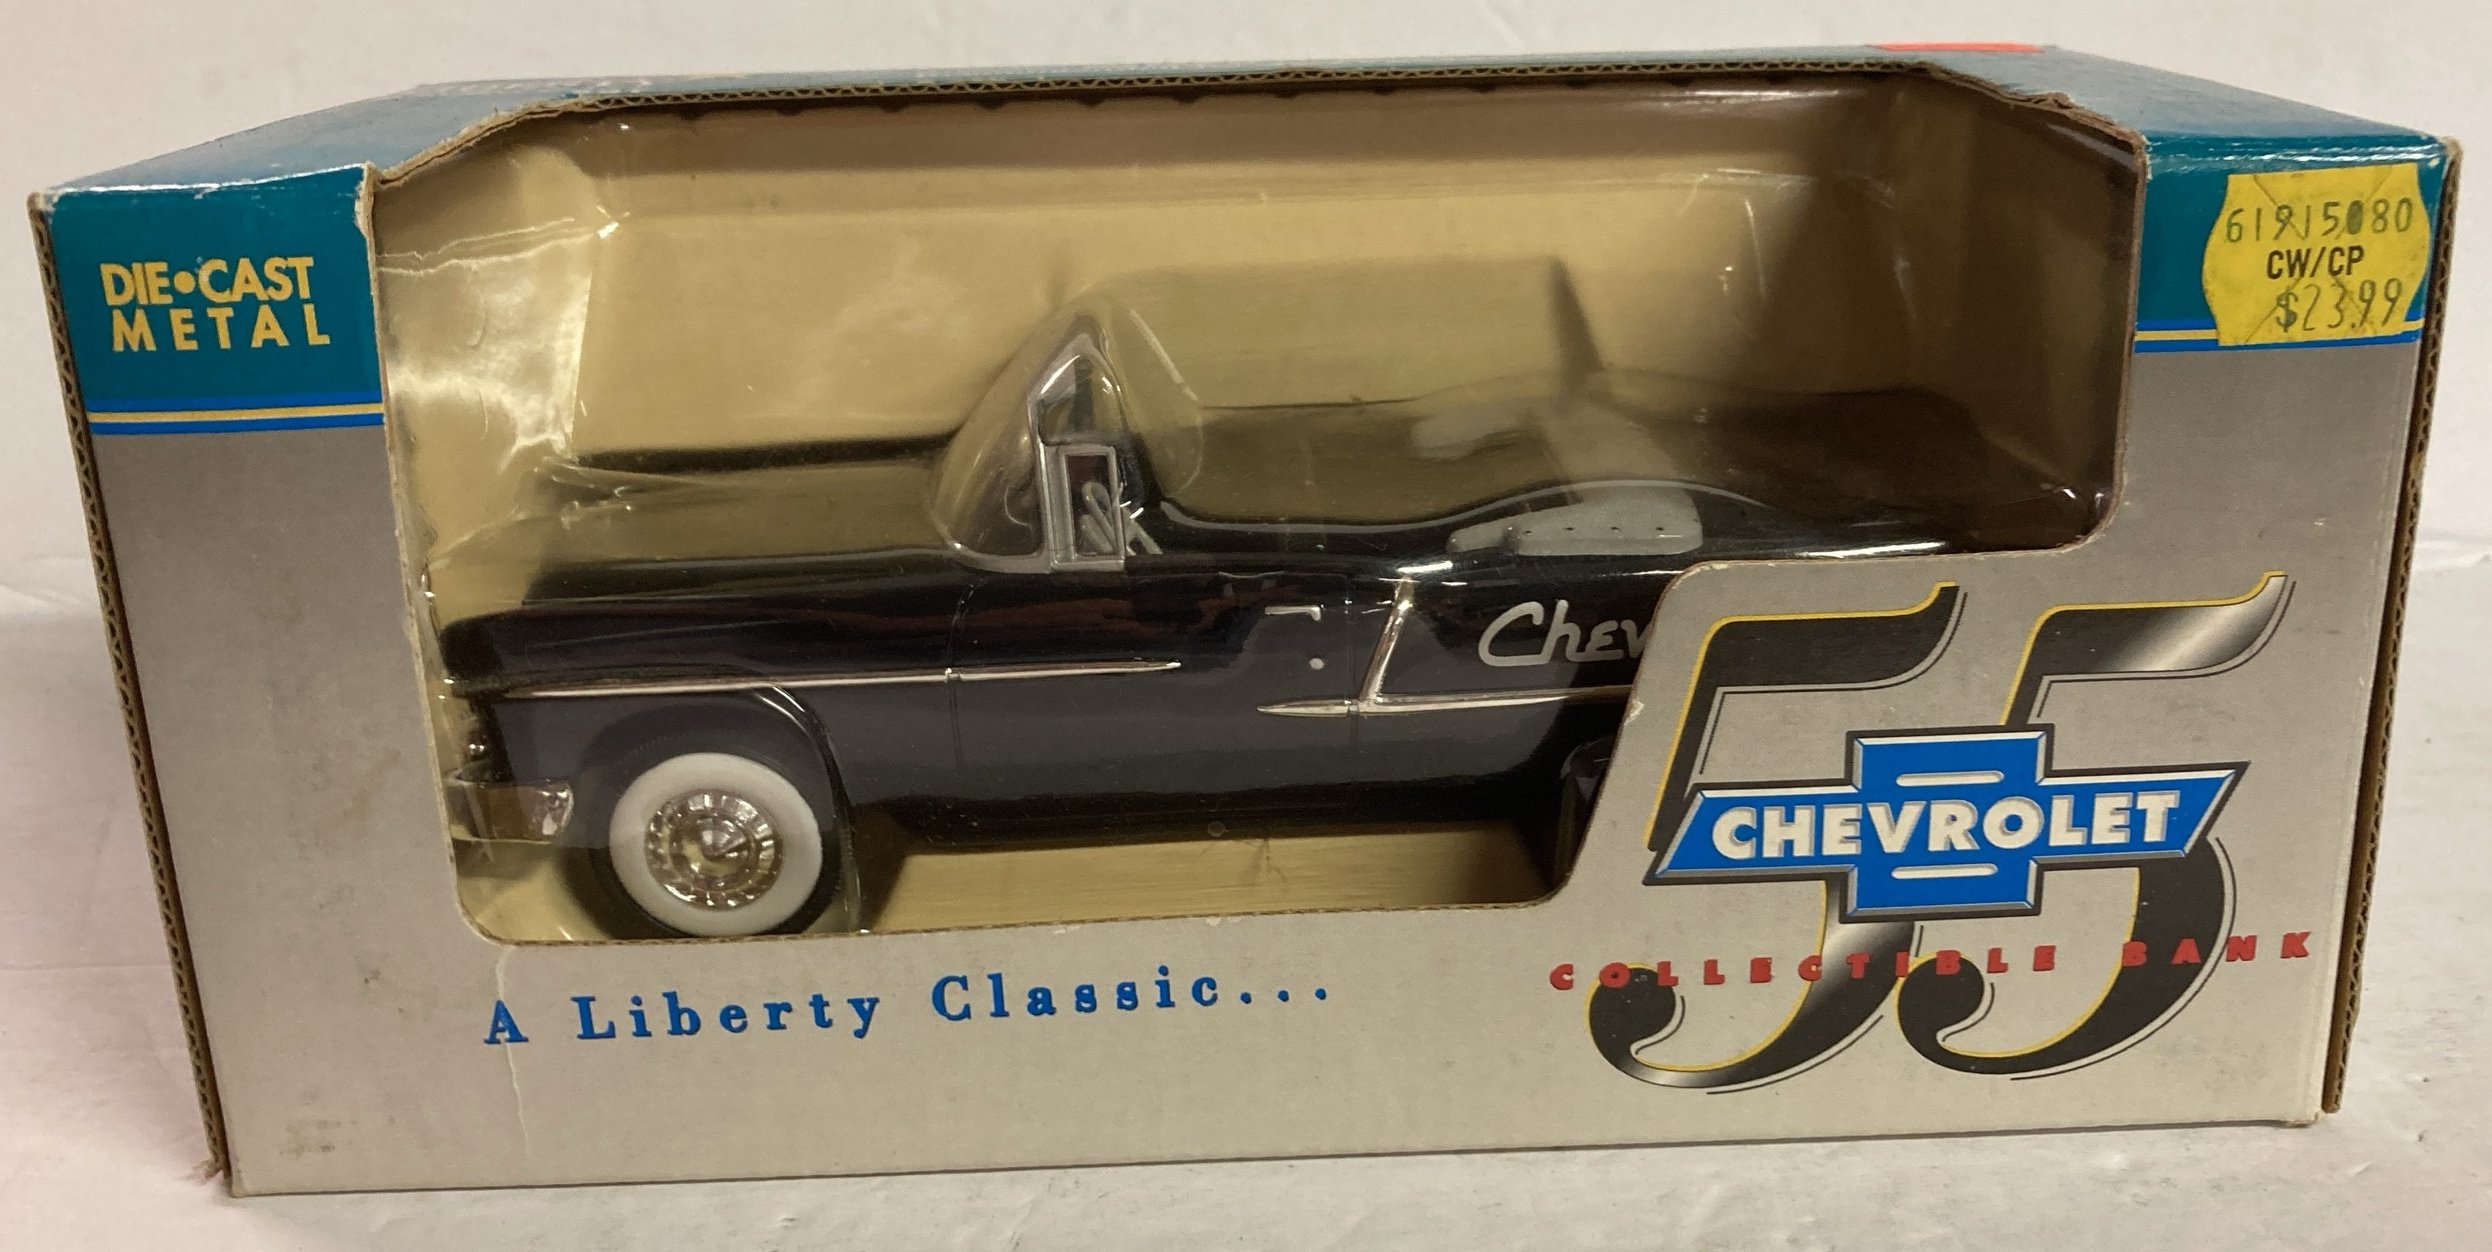 DIE•CAST
METAL
61915080
CW/CP
$23.99
Chev
55
CHEVROLET
COLLECTIBLE BANK
A Liberty Classic...